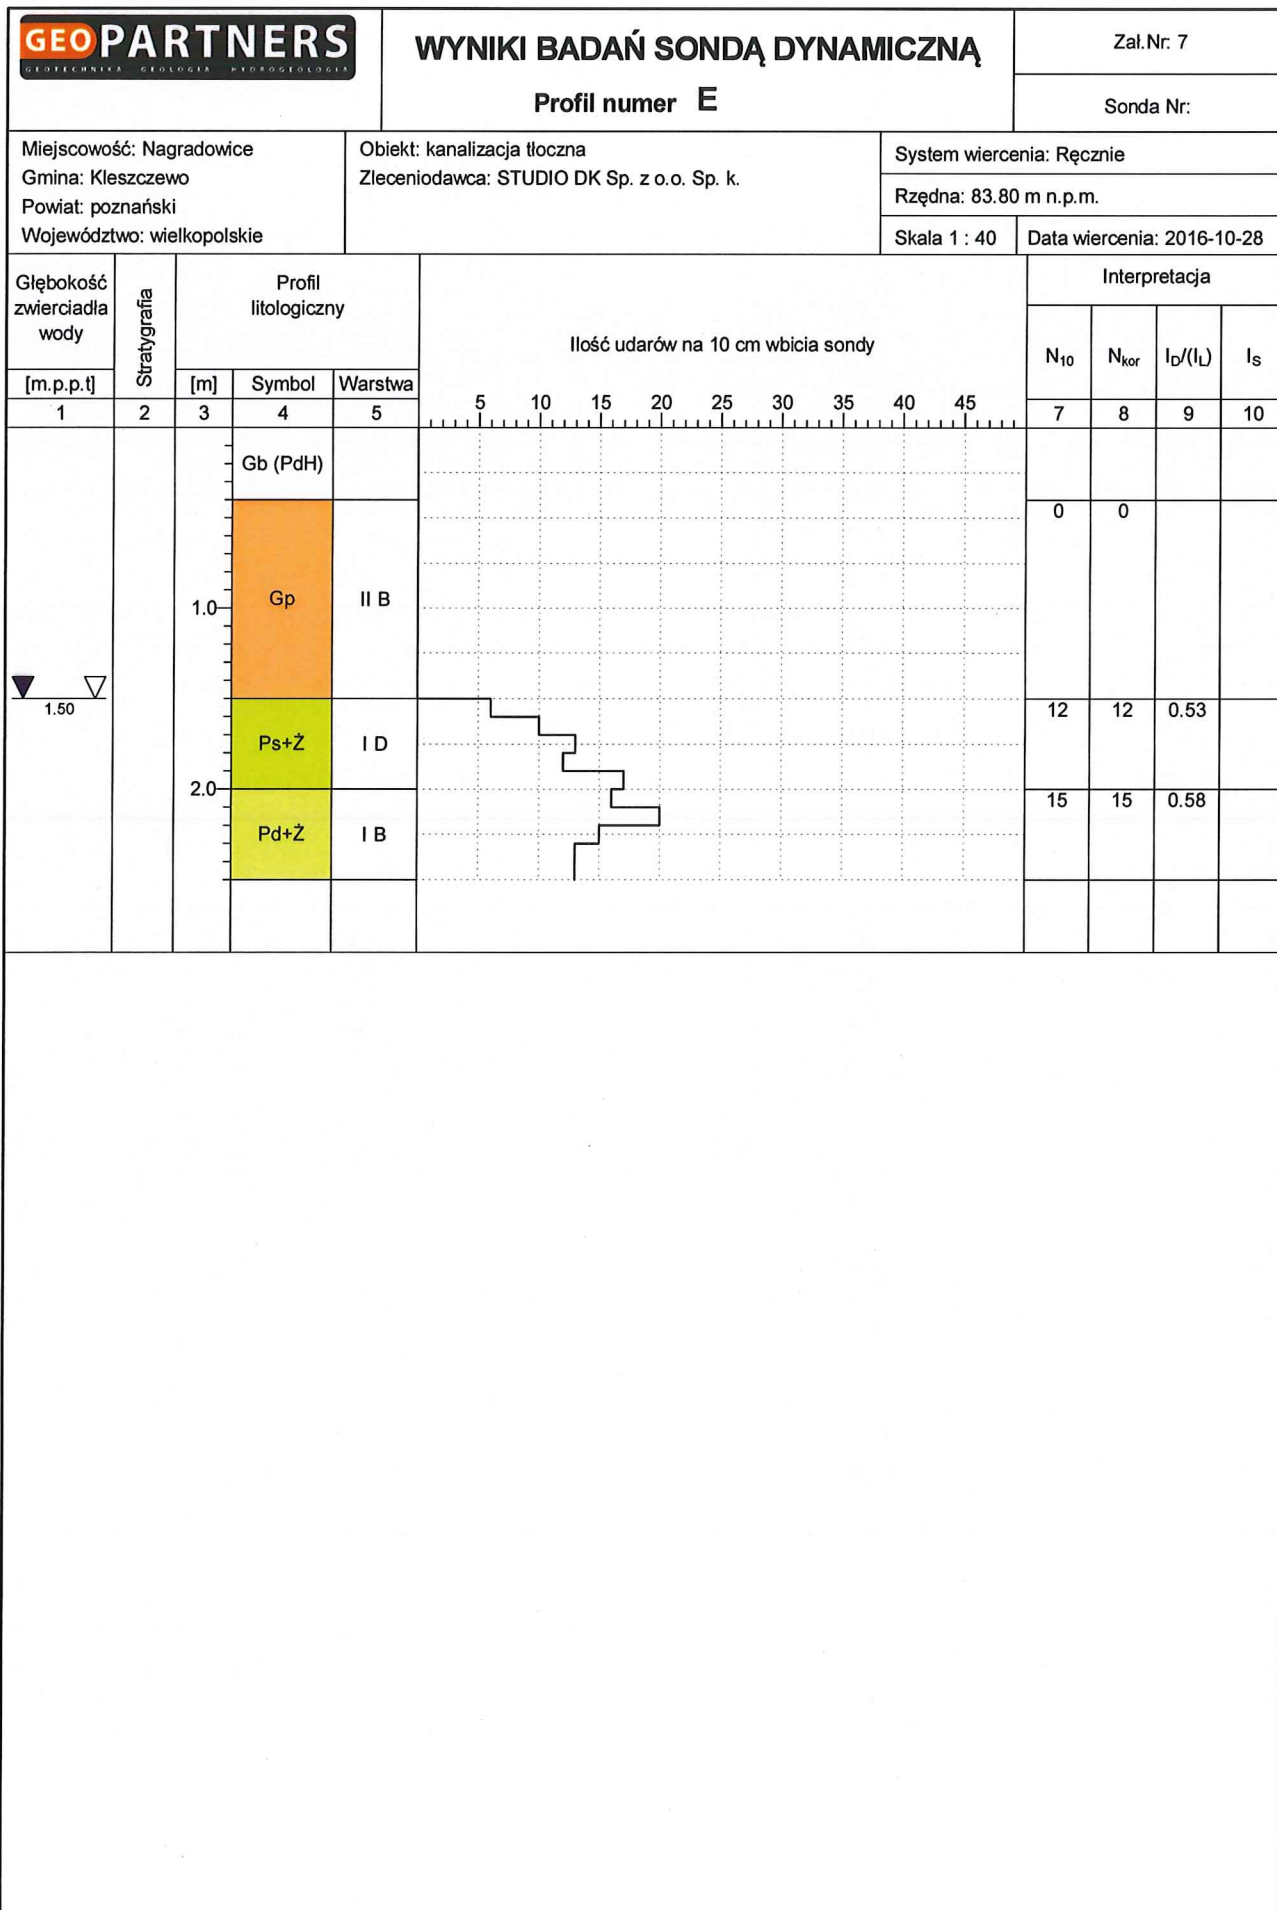 GEOPARTNERS
GEOTECHNIKA GEOLOGIA HYDROGEOLOGIA
WYNIKI BADAŃ SONDĄ DYNAMICZNĄ
Profil numer E
Zał.Nr: 7
Sonda Nr:
Miejscowość: Nagradowice
Gmina: Kleszczewo
Powiat: poznański
Województwo: wielkopolskie
Obiekt: kanalizacja tłoczna
Zleceniodawca: STUDIO DK Sp. z o.o. Sp. k.
System wiercenia: Ręcznie
Rzędna: 83.80 m n.p.m.
Skala 1 : 40
Data wiercenia: 2016-10-28
Głębokość
zwierciadła
wody
[m.p.p.t]
Stratygrafia
Profil
litologiczny
[m] Symbol Warstwa
Ilość udarów na 10 cm wbicia sondy
5 10 15 20 25 30 35 40 45
Interpretacja
N10 Nkor ID/(IL) IS
1 2 3 4 5 7 8 9 10
Gb (PdH)
0 0
1.0 Gp II B
1.50
12 12 0.53
Ps+Ż I D
2.0
15 15 0.58
Pd+Ż I B